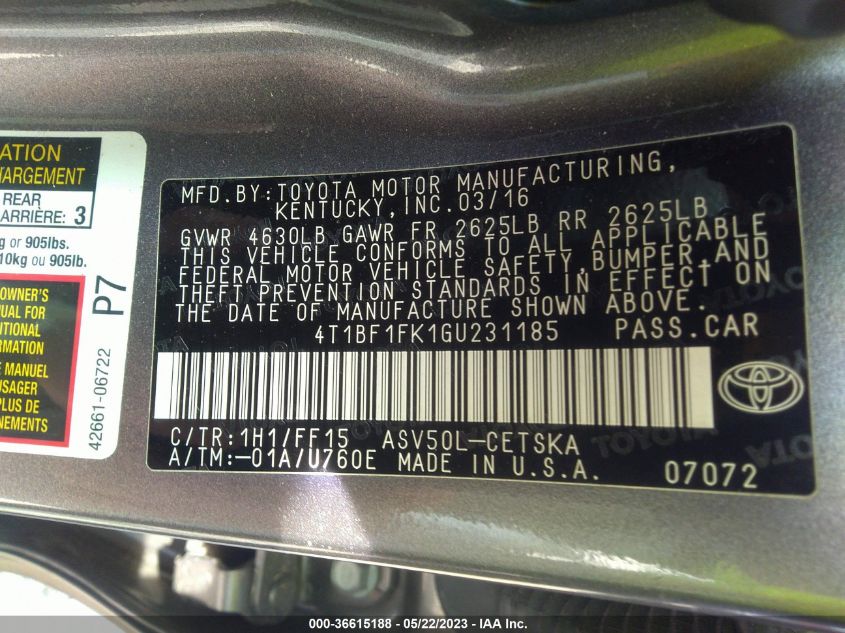 ATION
HARGEMENT
REAR
ARRIÈRE: 3
g or 905lbs.
10kg ou 905lb.
OWNER'S
UAL FOR
ITIONAL
RMATION
E MANUEL
USAGER
PLUS DE
NEMENTS
P7
42661-06722
MFD.BY:TOYOTA MOTOR MANUFACTURING,
KENTUCKY,INC.03/16
GVWR 4630LB GAWR FR 2625LB RR 2625LB
THIS VEHICLE CONFORMS TO ALL APPLICABLE
FEDERAL MOTOR VEHICLE SAFETY,BUMPER,AND
THEFT PREVENTION STANDARDS IN EFFECT ON
THE DATE OF MANUFACTURE SHOWN ABOVE.
4T1BF1FK1GU231185 PASS.CAR
C/TR:1H1/FF15 ASV50L-CETSKA
A/TM:-01A/U760E MADE IN U.S.A.
07072
000-36615188 - 05/22/2023 - IAA Inc.